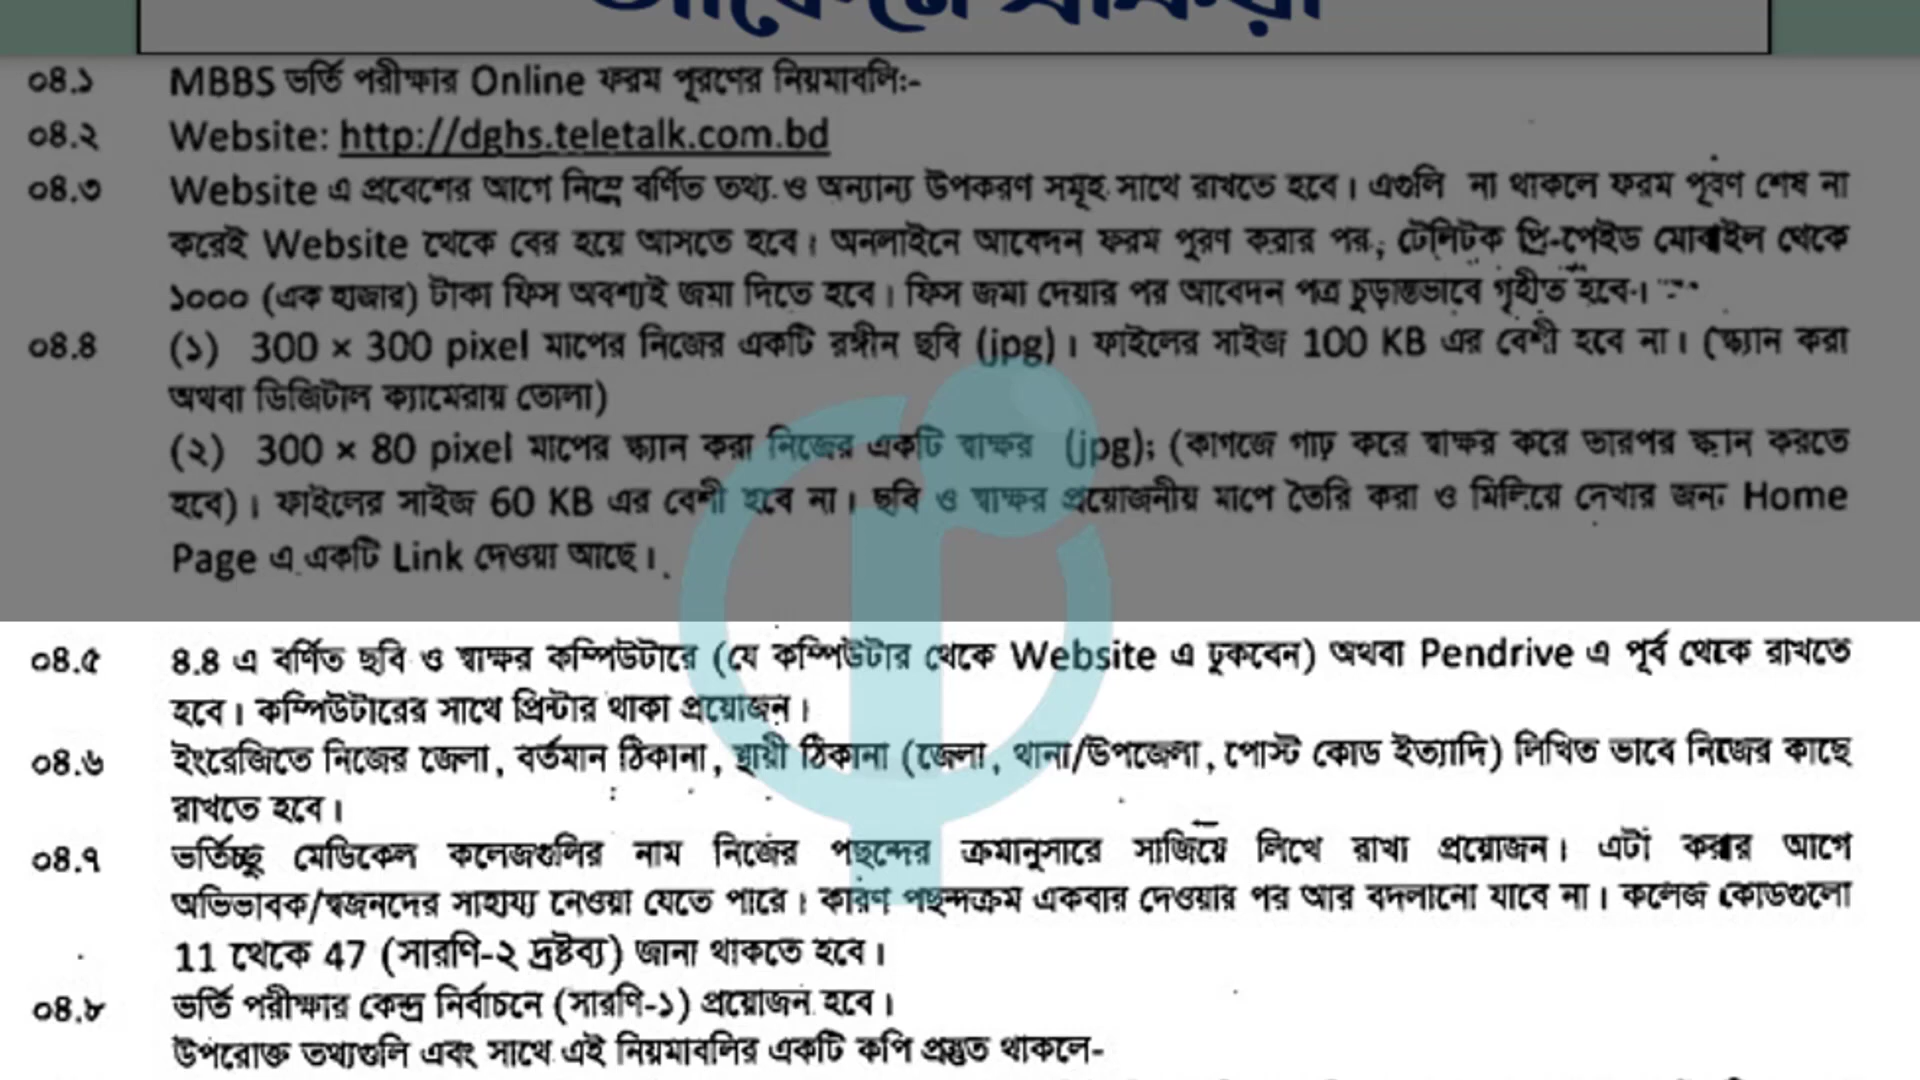 আবেদন প্রক্রিয়া
০৪.১ MBBS ভর্তি পরীক্ষার Online ফরম পূরণের নিয়মাবলি:-
০৪.২ Website: http://dghs.teletalk.com.bd
০৪.৩ Website এ প্রবেশের আগে নিম্নে বর্ণিত তথ্য ও অন্যান্য উপকরণ সমূহ সাথে রাখতে হবে। এগুলি না থাকলে ফরম পূরণ শেষ না
করেই Website থেকে বের হয়ে আসতে হবে। অনলাইনে আবেদন ফরম পুরণ করার পর, টেলিটক প্রি-পেইড মোবাইল থেকে
১০০০ (এক হাজার) টাকা ফিস অবশ্যই জমা দিতে হবে। ফিস জমা দেয়ার পর আবেদন পত্র চুড়ান্তভাবে গৃহীত হবে।
০৪.৪ (১) 300 × 300 pixel মাপের নিজের একটি রঙ্গীন ছবি (jpg)। ফাইলের সাইজ 100 KB এর বেশী হবে না। (স্ক্যান করা
অথবা ডিজিটাল ক্যামেরায় তোলা)
(২) 300 × 80 pixel মাপের স্ক্যান করা নিজের একটি স্বাক্ষর (jpg); (কাগজে গাঢ় করে স্বাক্ষর করে তারপর স্ক্যান করতে
হবে)। ফাইলের সাইজ 60 KB এর বেশী হবে না। ছবি ও স্বাক্ষর প্রয়োজনীয় মাপে তৈরি করা ও মিলিয়ে দেখার জন্য Home
Page এ একটি Link দেওয়া আছে।
০৪.৫ ৪.৪ এ বর্ণিত ছবি ও স্বাক্ষর কম্পিউটারে (যে কম্পিউটার থেকে Website এ ঢুকবেন) অথবা Pendrive এ পূর্ব থেকে রাখতে
হবে। কম্পিউটারের সাথে প্রিন্টার থাকা প্রয়োজন।
০৪.৬ ইংরেজিতে নিজের জেলা, বর্তমান ঠিকানা, স্থায়ী ঠিকানা (জেলা, থানা/উপজেলা, পোস্ট কোড ইত্যাদি) লিখিত ভাবে নিজের কাছে
রাখতে হবে।
০৪.৭ ভর্তিচ্ছু মেডিকেল কলেজগুলির নাম নিজের পছন্দের ক্রমানুসারে সাজিয়ে লিখে রাখা প্রয়োজন। এটা করার আগে
অভিভাবক/স্বজনদের সাহায্য নেওয়া যেতে পারে। কারণ পছন্দক্রম একবার দেওয়ার পর আর বদলানো যাবে না। কলেজ কোডগুলো
11 থেকে 47 (সারণি-২ দ্রষ্টব্য) জানা থাকতে হবে।
০৪.৮ ভর্তি পরীক্ষার কেন্দ্র নির্বাচনে (সারণি-১) প্রয়োজন হবে।
উপরোক্ত তথ্যগুলি এবং সাথে এই নিয়মাবলির একটি কপি প্রস্তুত থাকলে-